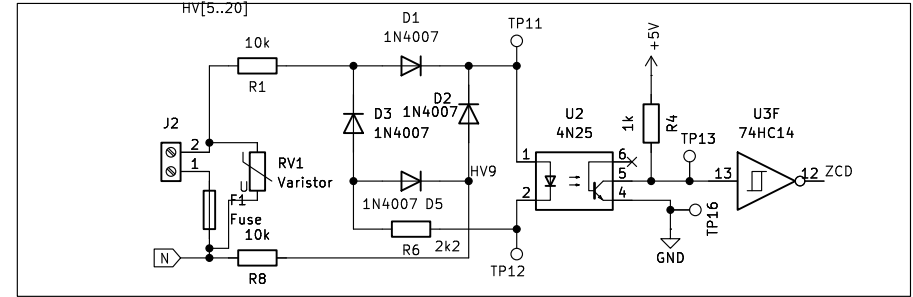 HV[5..20]
D1
1N4007
TP11
+5V
10k
R1
D2
1N4007
D3
1N4007
U2
4N25
1k
R4
TP13
U3F
74HC14
J2
2
1
RV1
Varistor
U
HV9
1
2
6
5
4
13
12
ZCD
F1
Fuse
1N4007 D5
TP16
10k
R6
2k2
TP12
GND
N
R8